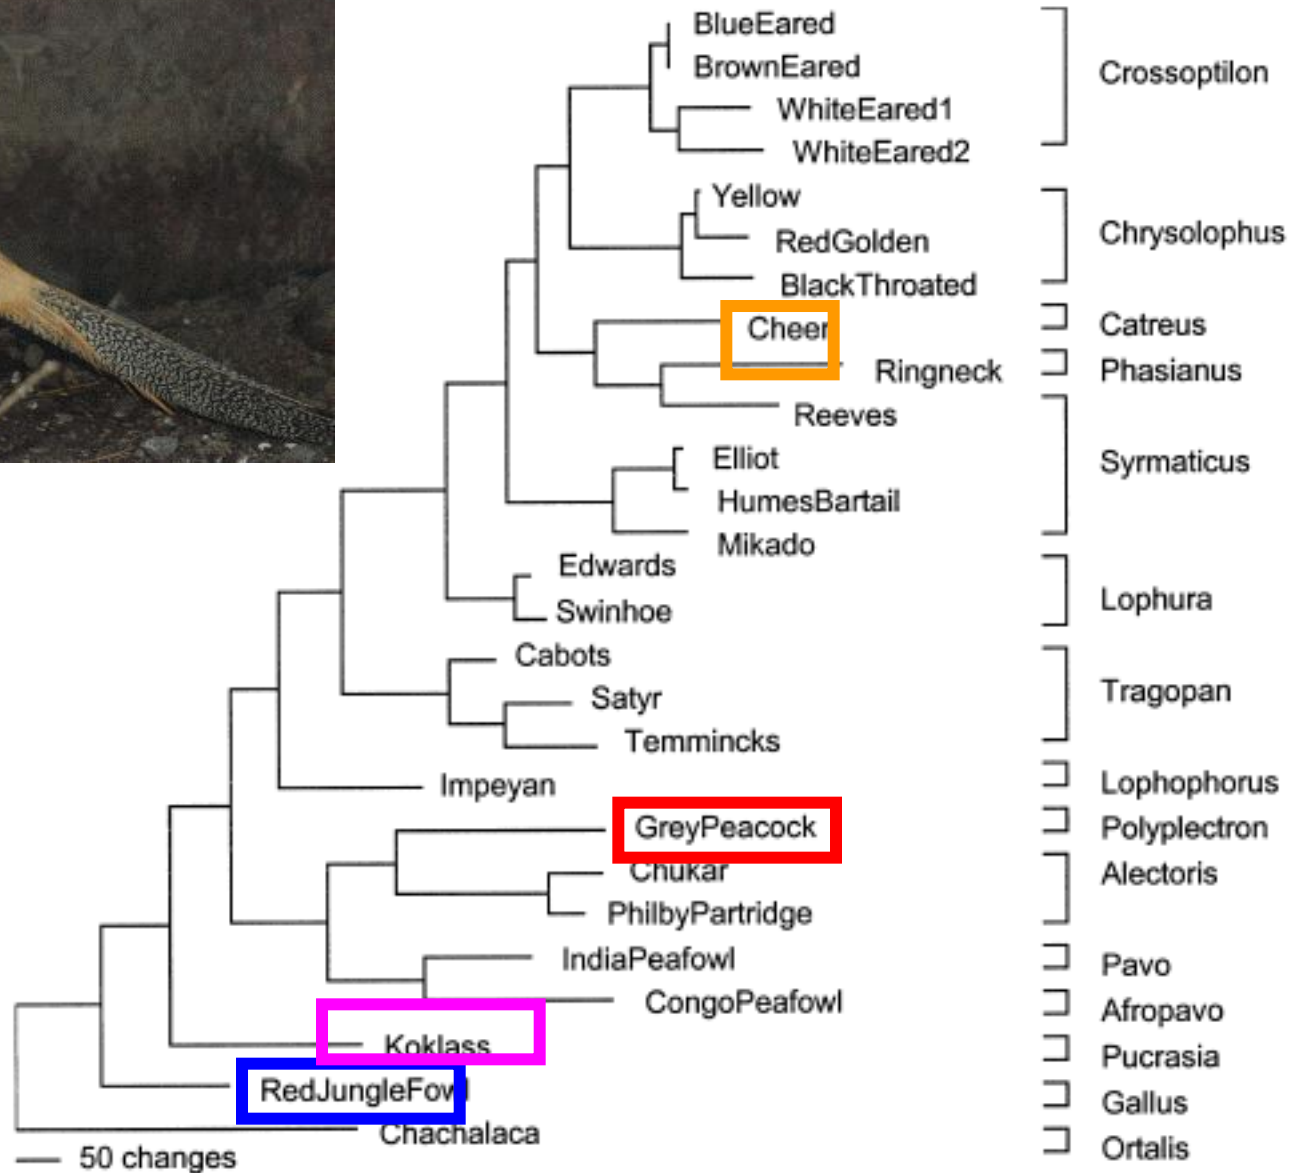 BlueEared
BrownEared
Crossoptilon
WhiteEared1
WhiteEared2
Yellow
RedGolden
Chrysolophus
BlackThroated
Cheer
Catreus
Ringneck
Phasianus
Reeves
Elliot
Syrmaticus
HumesBartail
Mikado
Edwards
Swinhoe
Lophura
Cabots
Satyr
Tragopan
Temmincks
Impeyan
Lophophorus
GreyPeacock
Polyplectron
Chukar
Alectoris
PhilbyPartridge
IndiaPeafowl
Pavo
CongoPeafowl
Afropavo
Koklass
Pucrasia
RedJungleFowl
Gallus
Chachalaca
Ortalis
50 changes